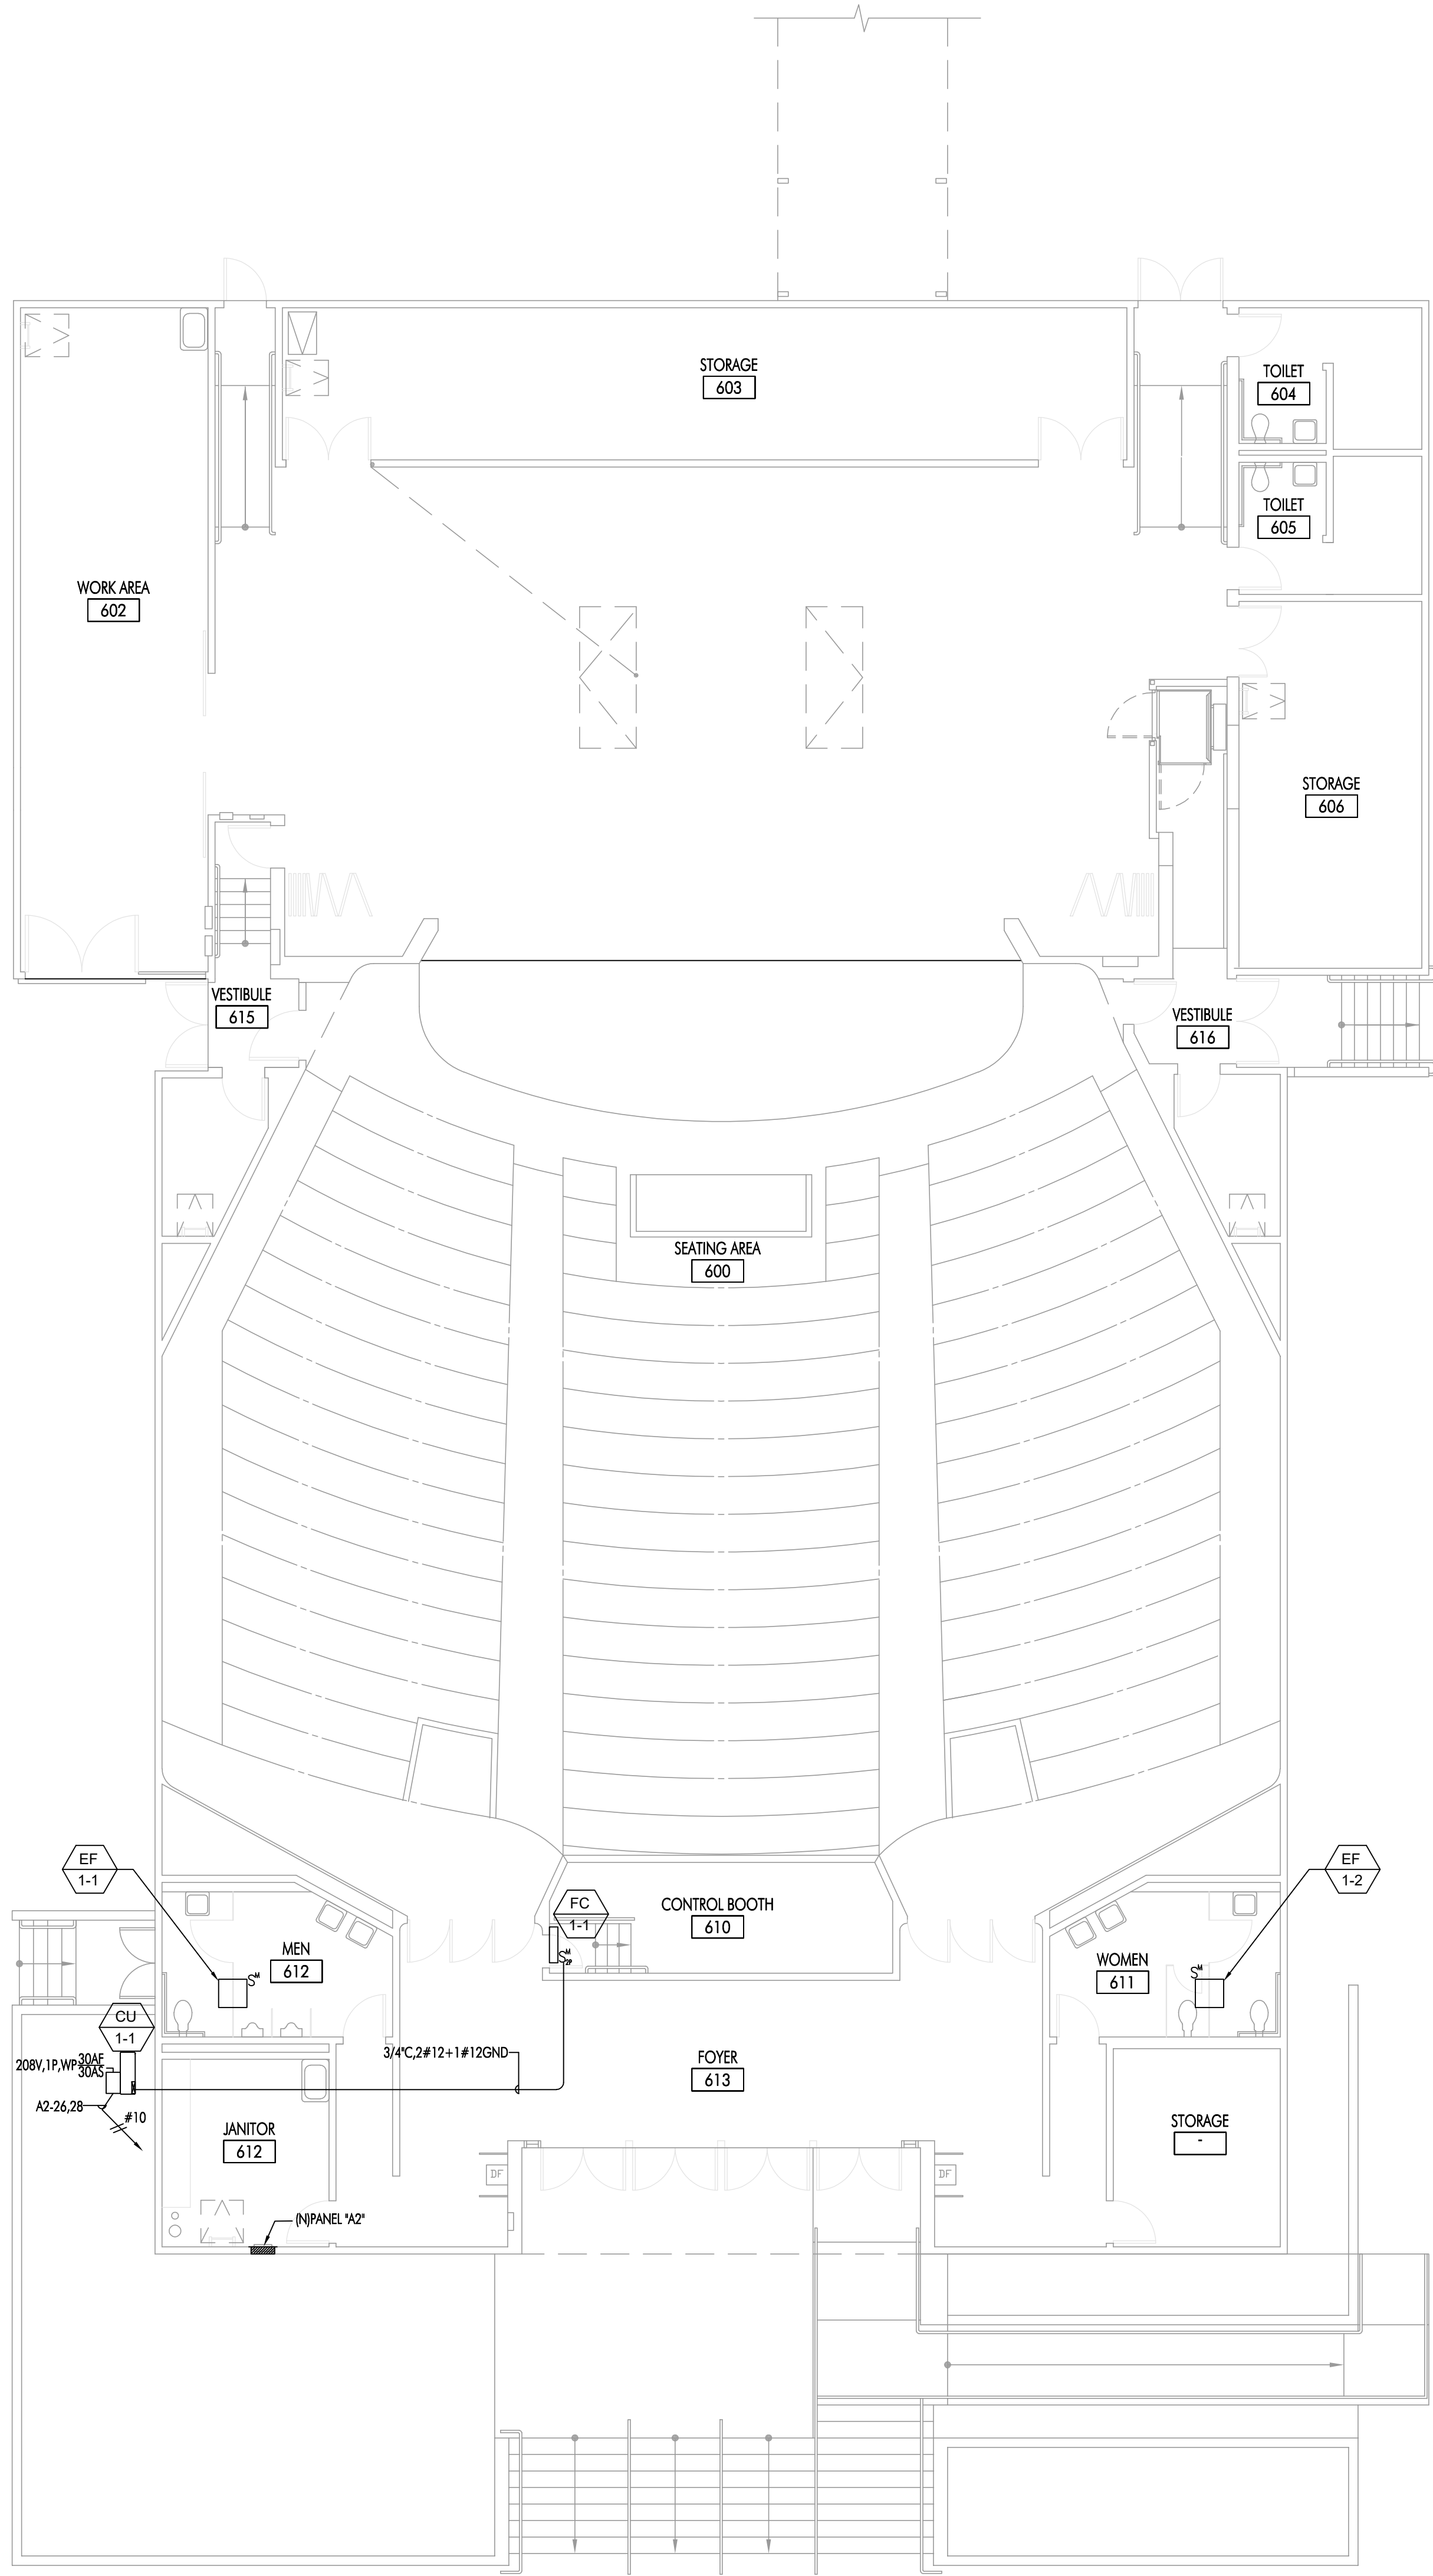 STORAGE
603
TOILET
604
TOILET
605
WORK AREA
602
STORAGE
606
VESTIBULE
615
VESTIBULE
616
SEATING AREA
600
EF
1-1
EF
1-2
FC
1-1
CONTROL BOOTH
610
S M 2P
MEN
612
S M
WOMEN
611
S M
CU
1-1
208V,1P,WP 30AF
30AS
3/4"C,2#12+1#12GND
FOYER
613
A2-26,28
#10
JANITOR
612
STORAGE
-
DF
DF
(N)PANEL "A2"